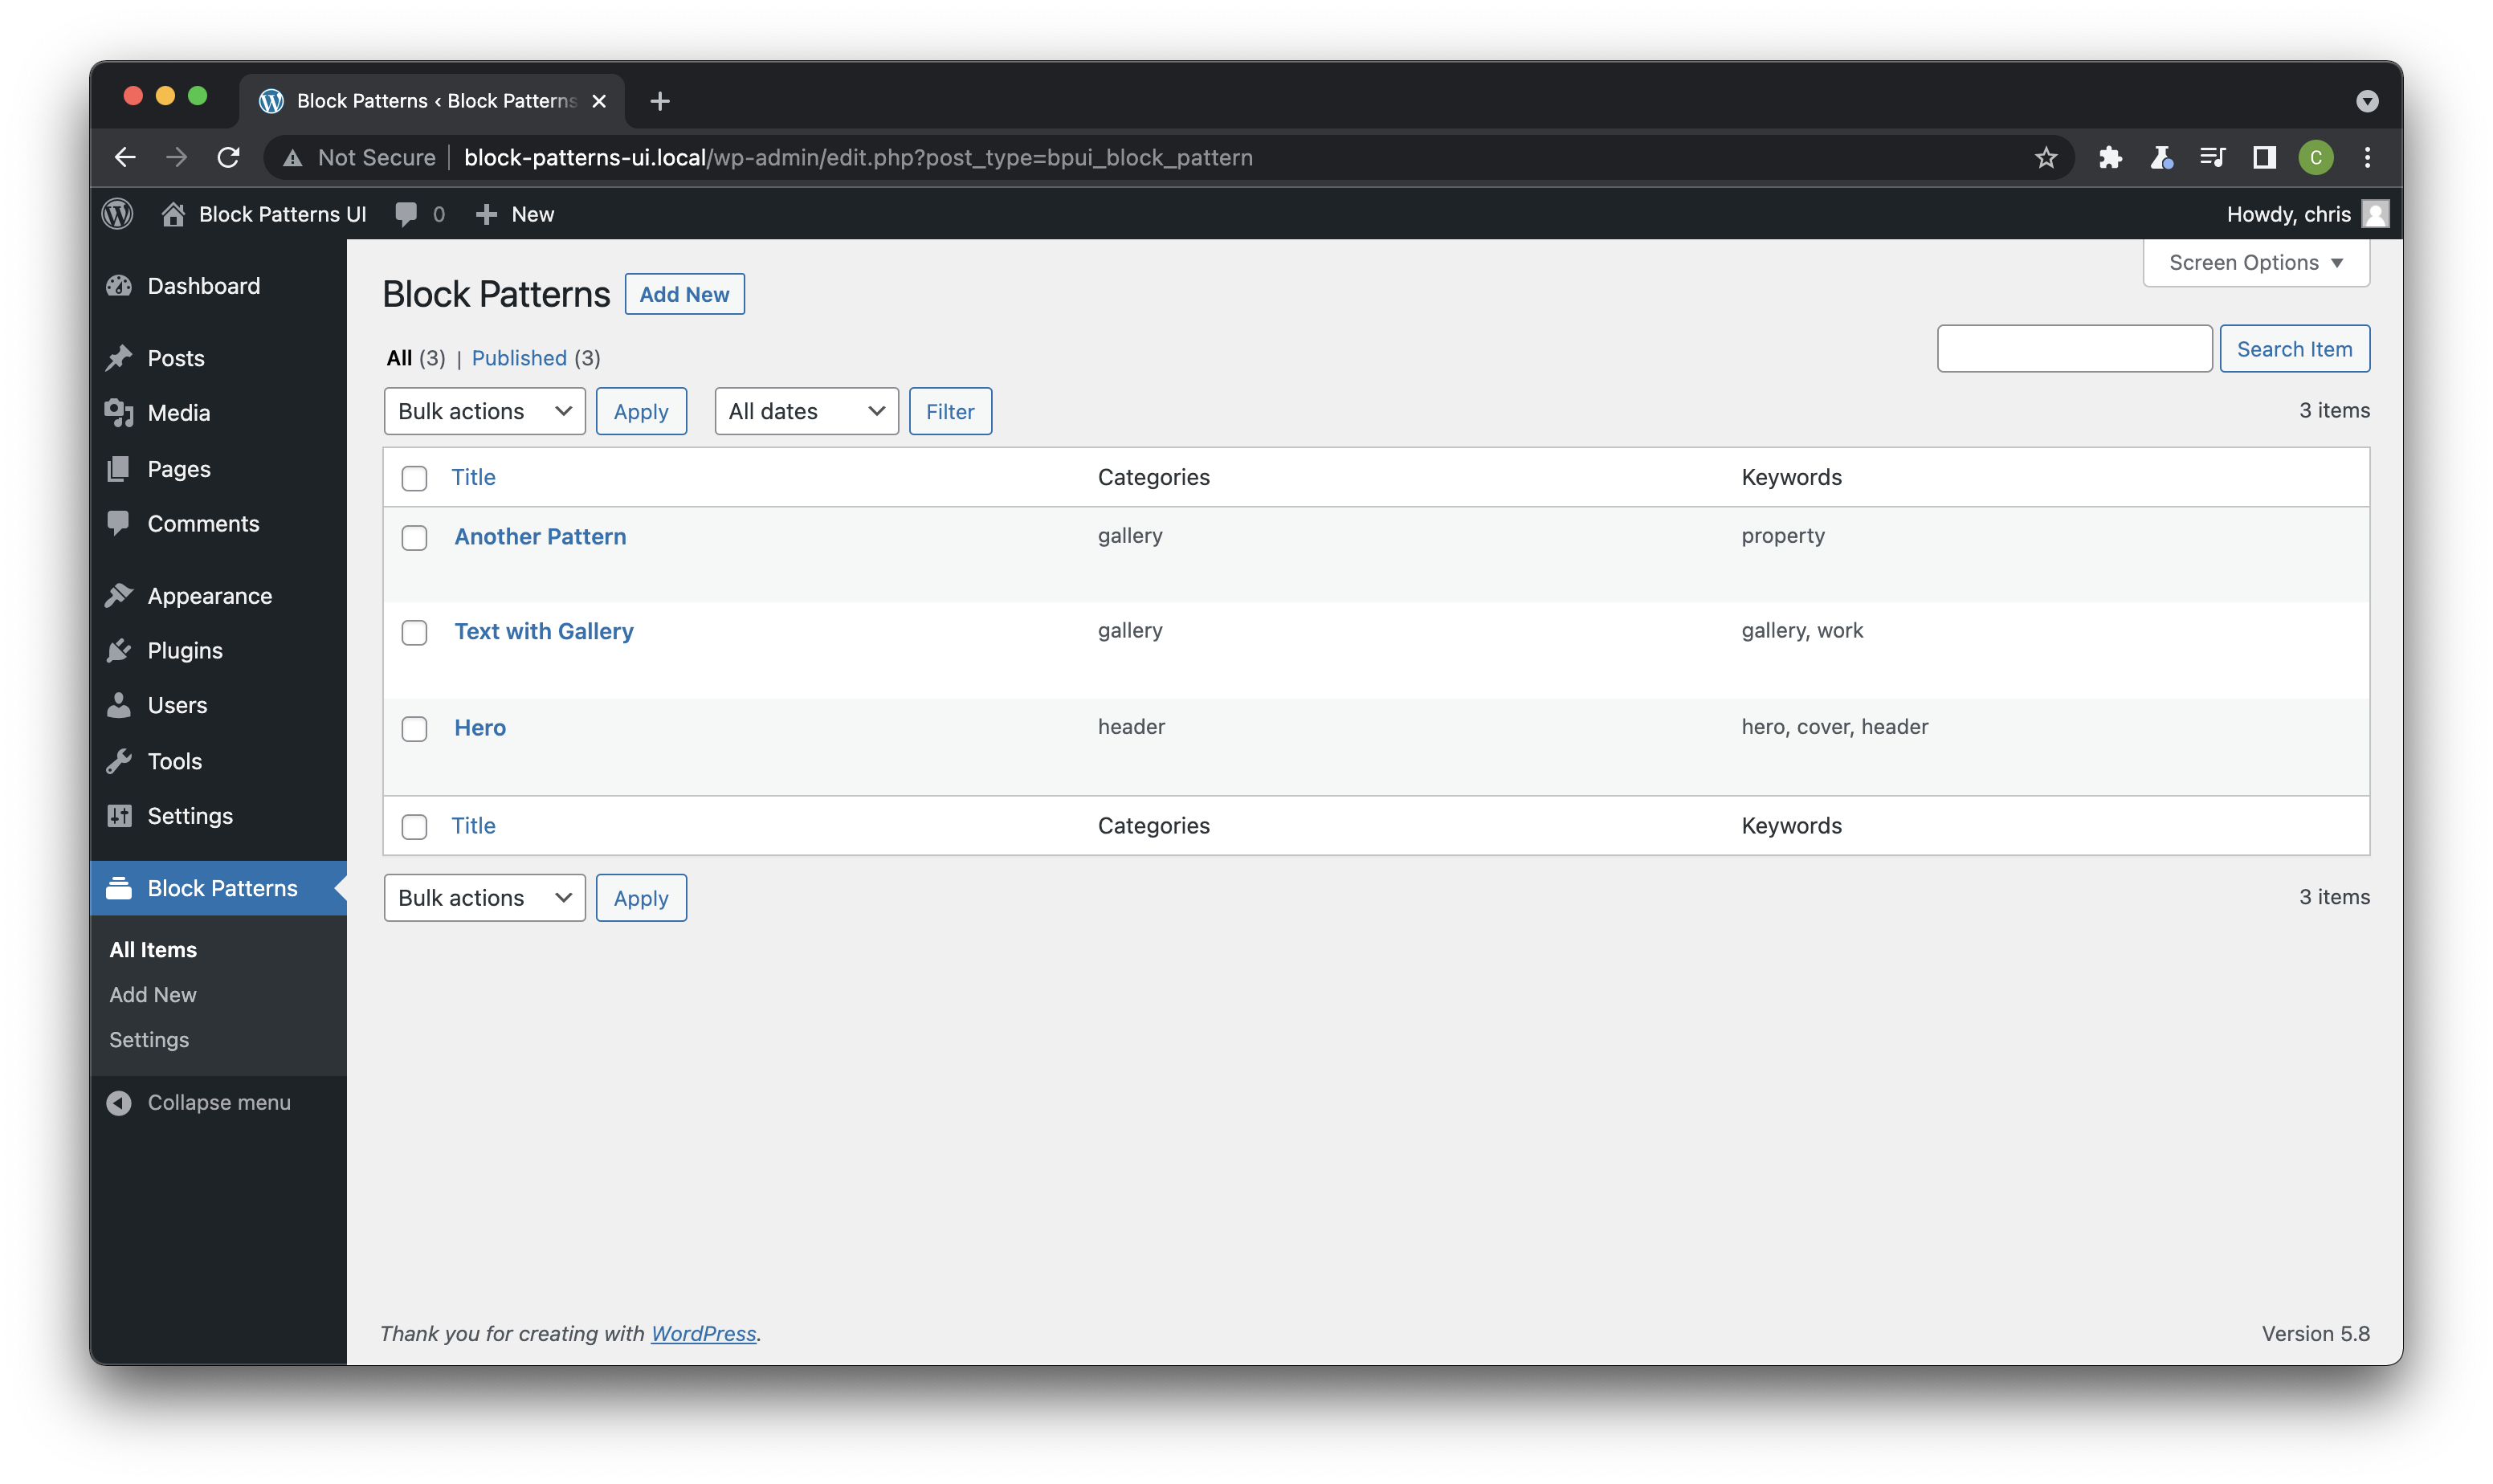 Block Patterns ‹ Block Patterns
Not Secure block-patterns-ui.local/wp-admin/edit.php?post_type=bpui_block_pattern C
Block Patterns UI 0 New Howdy, chris
Screen Options
Dashboard
Posts
Media
Pages
Comments
Appearance
Plugins
Users
Tools
Settings
Block Patterns
All Items
Add New
Settings
Collapse menu
Block Patterns Add New
All (3) | Published (3)
Search Item
Bulk actions Apply All dates Filter 3 items
Title Categories Keywords
Another Pattern gallery property
Text with Gallery gallery gallery, work
Hero header hero, cover, header
Title Categories Keywords
Bulk actions Apply 3 items
Thank you for creating with WordPress. Version 5.8